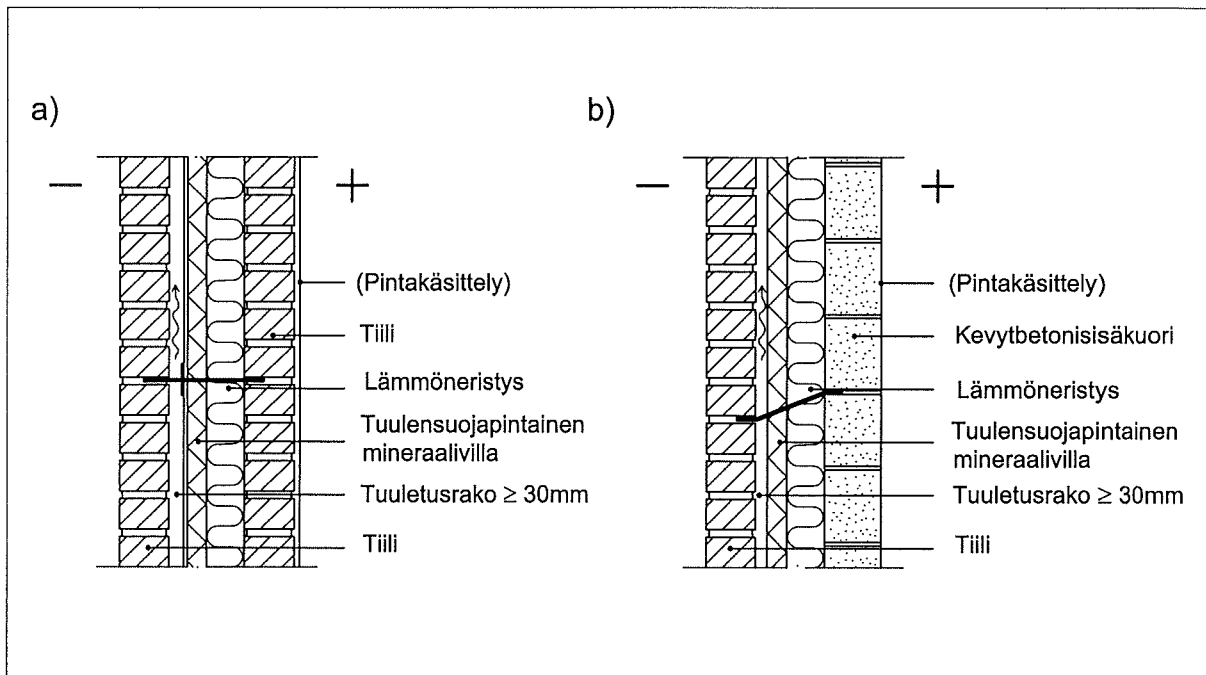 a)
−
+
(Pintakäsittely)
Tiili
Lämmöneristys
Tuulensuojapintainen
mineraalivilla
Tuuletusrako ≥ 30mm
Tiili
b)
−
+
(Pintakäsittely)
Kevytbetonisisäkuori
Lämmöneristys
Tuulensuojapintainen
mineraalivilla
Tuuletusrako ≥ 30mm
Tiili